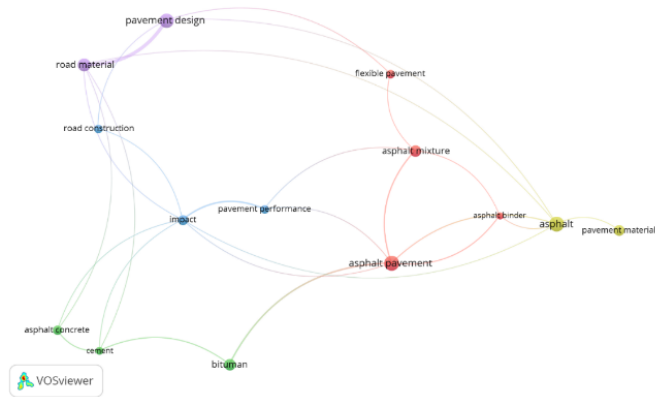 pavement design
road material
flexible pavement
road construction
asphalt mixture
pavement performance
impact
asphalt binder
asphalt
pavement material
asphalt pavement
asphalt concrete
cement
bituman
VOSviewer